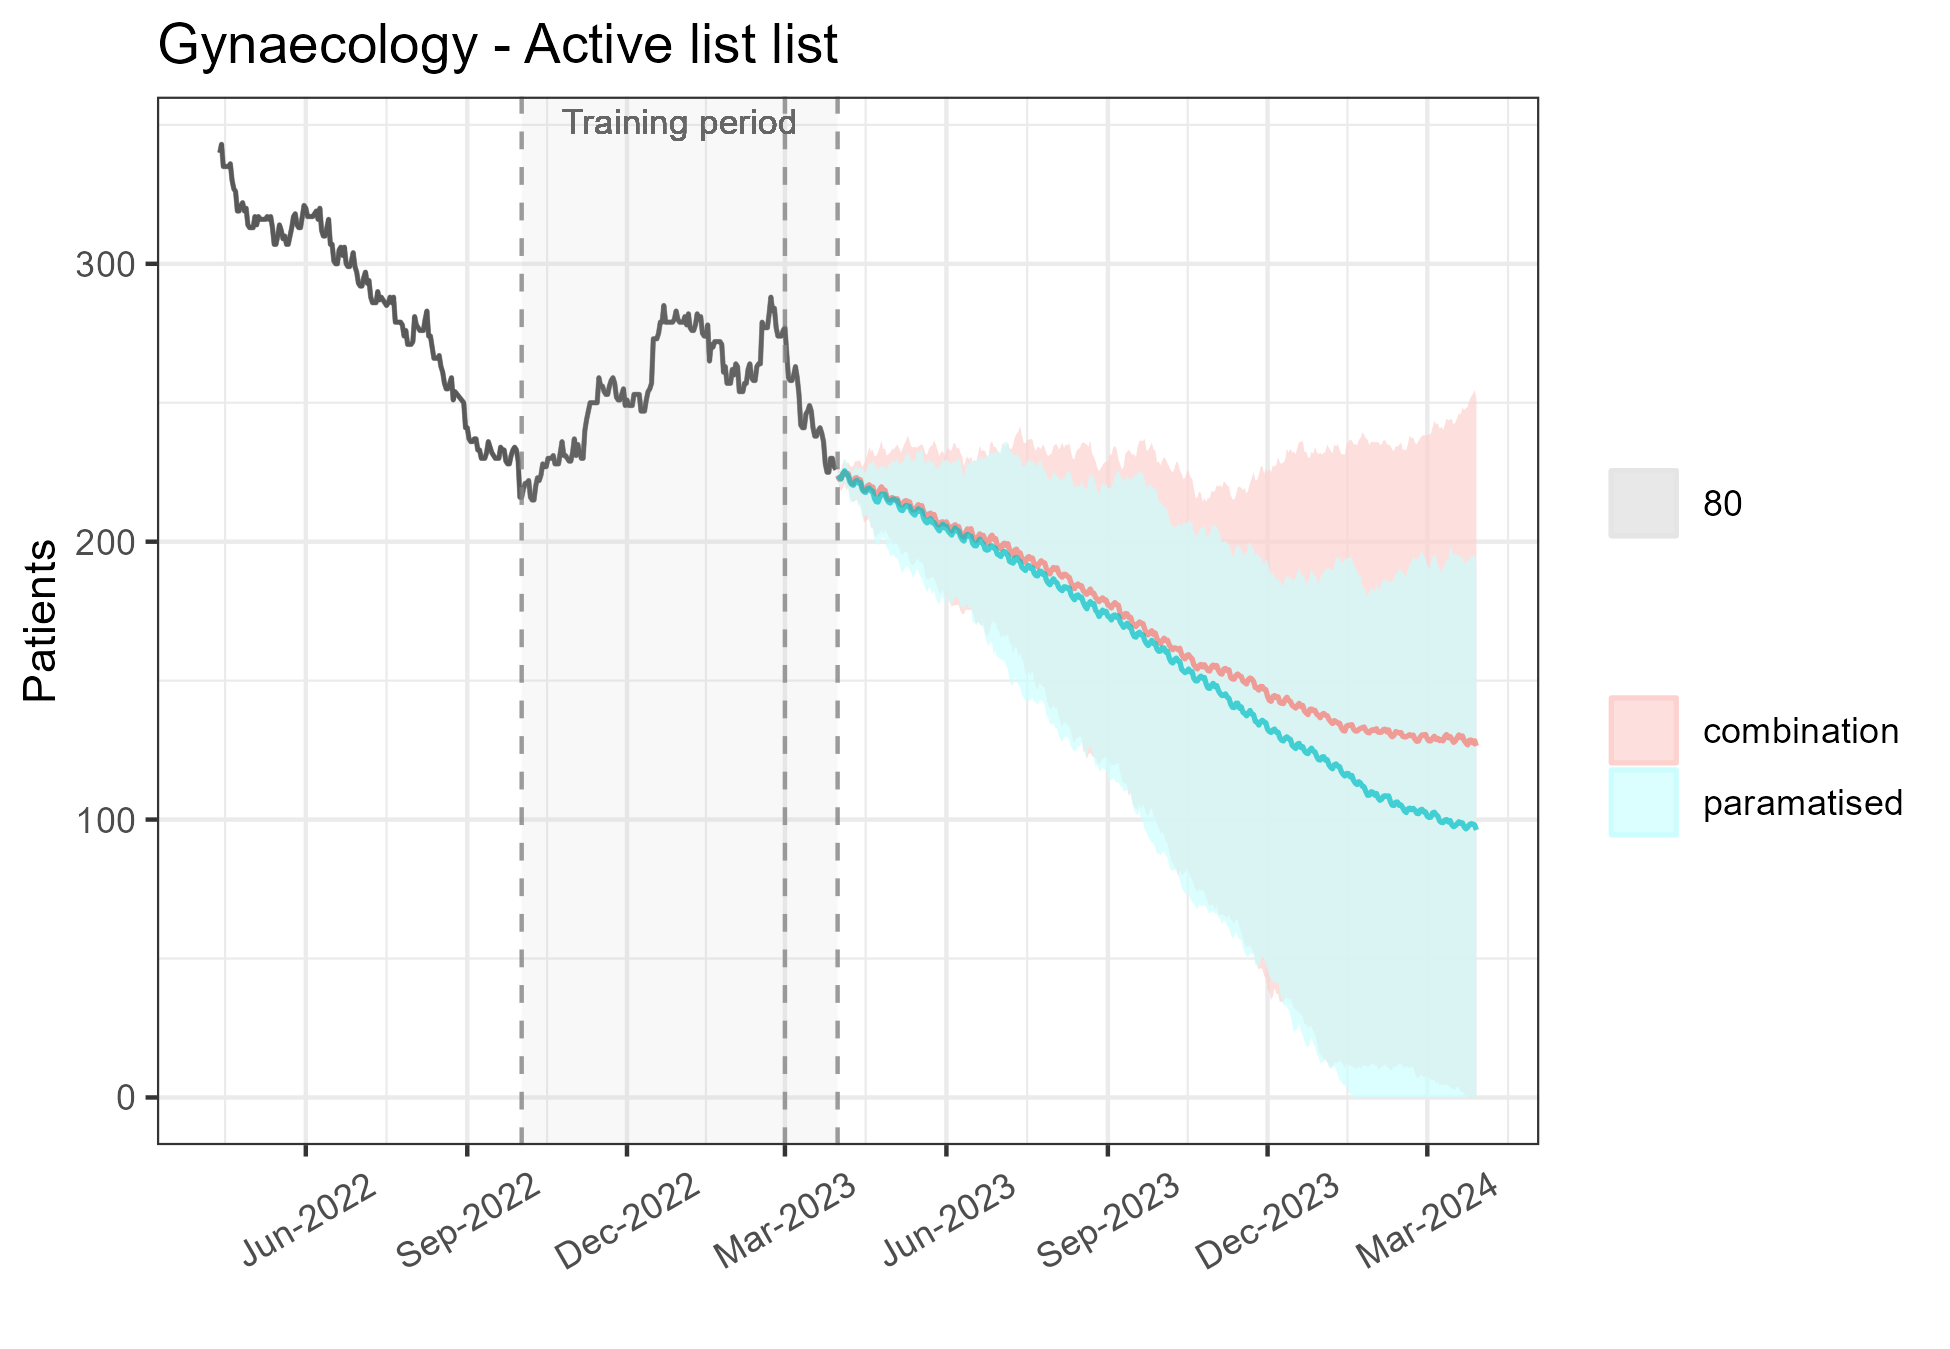 Gynaecology - Active list list
Training period
Patients
300
200
100
0
Jun-2022
Sep-2022
Dec-2022
Mar-2023
Jun-2023
Sep-2023
Dec-2023
Mar-2024
80
combination
paramatised